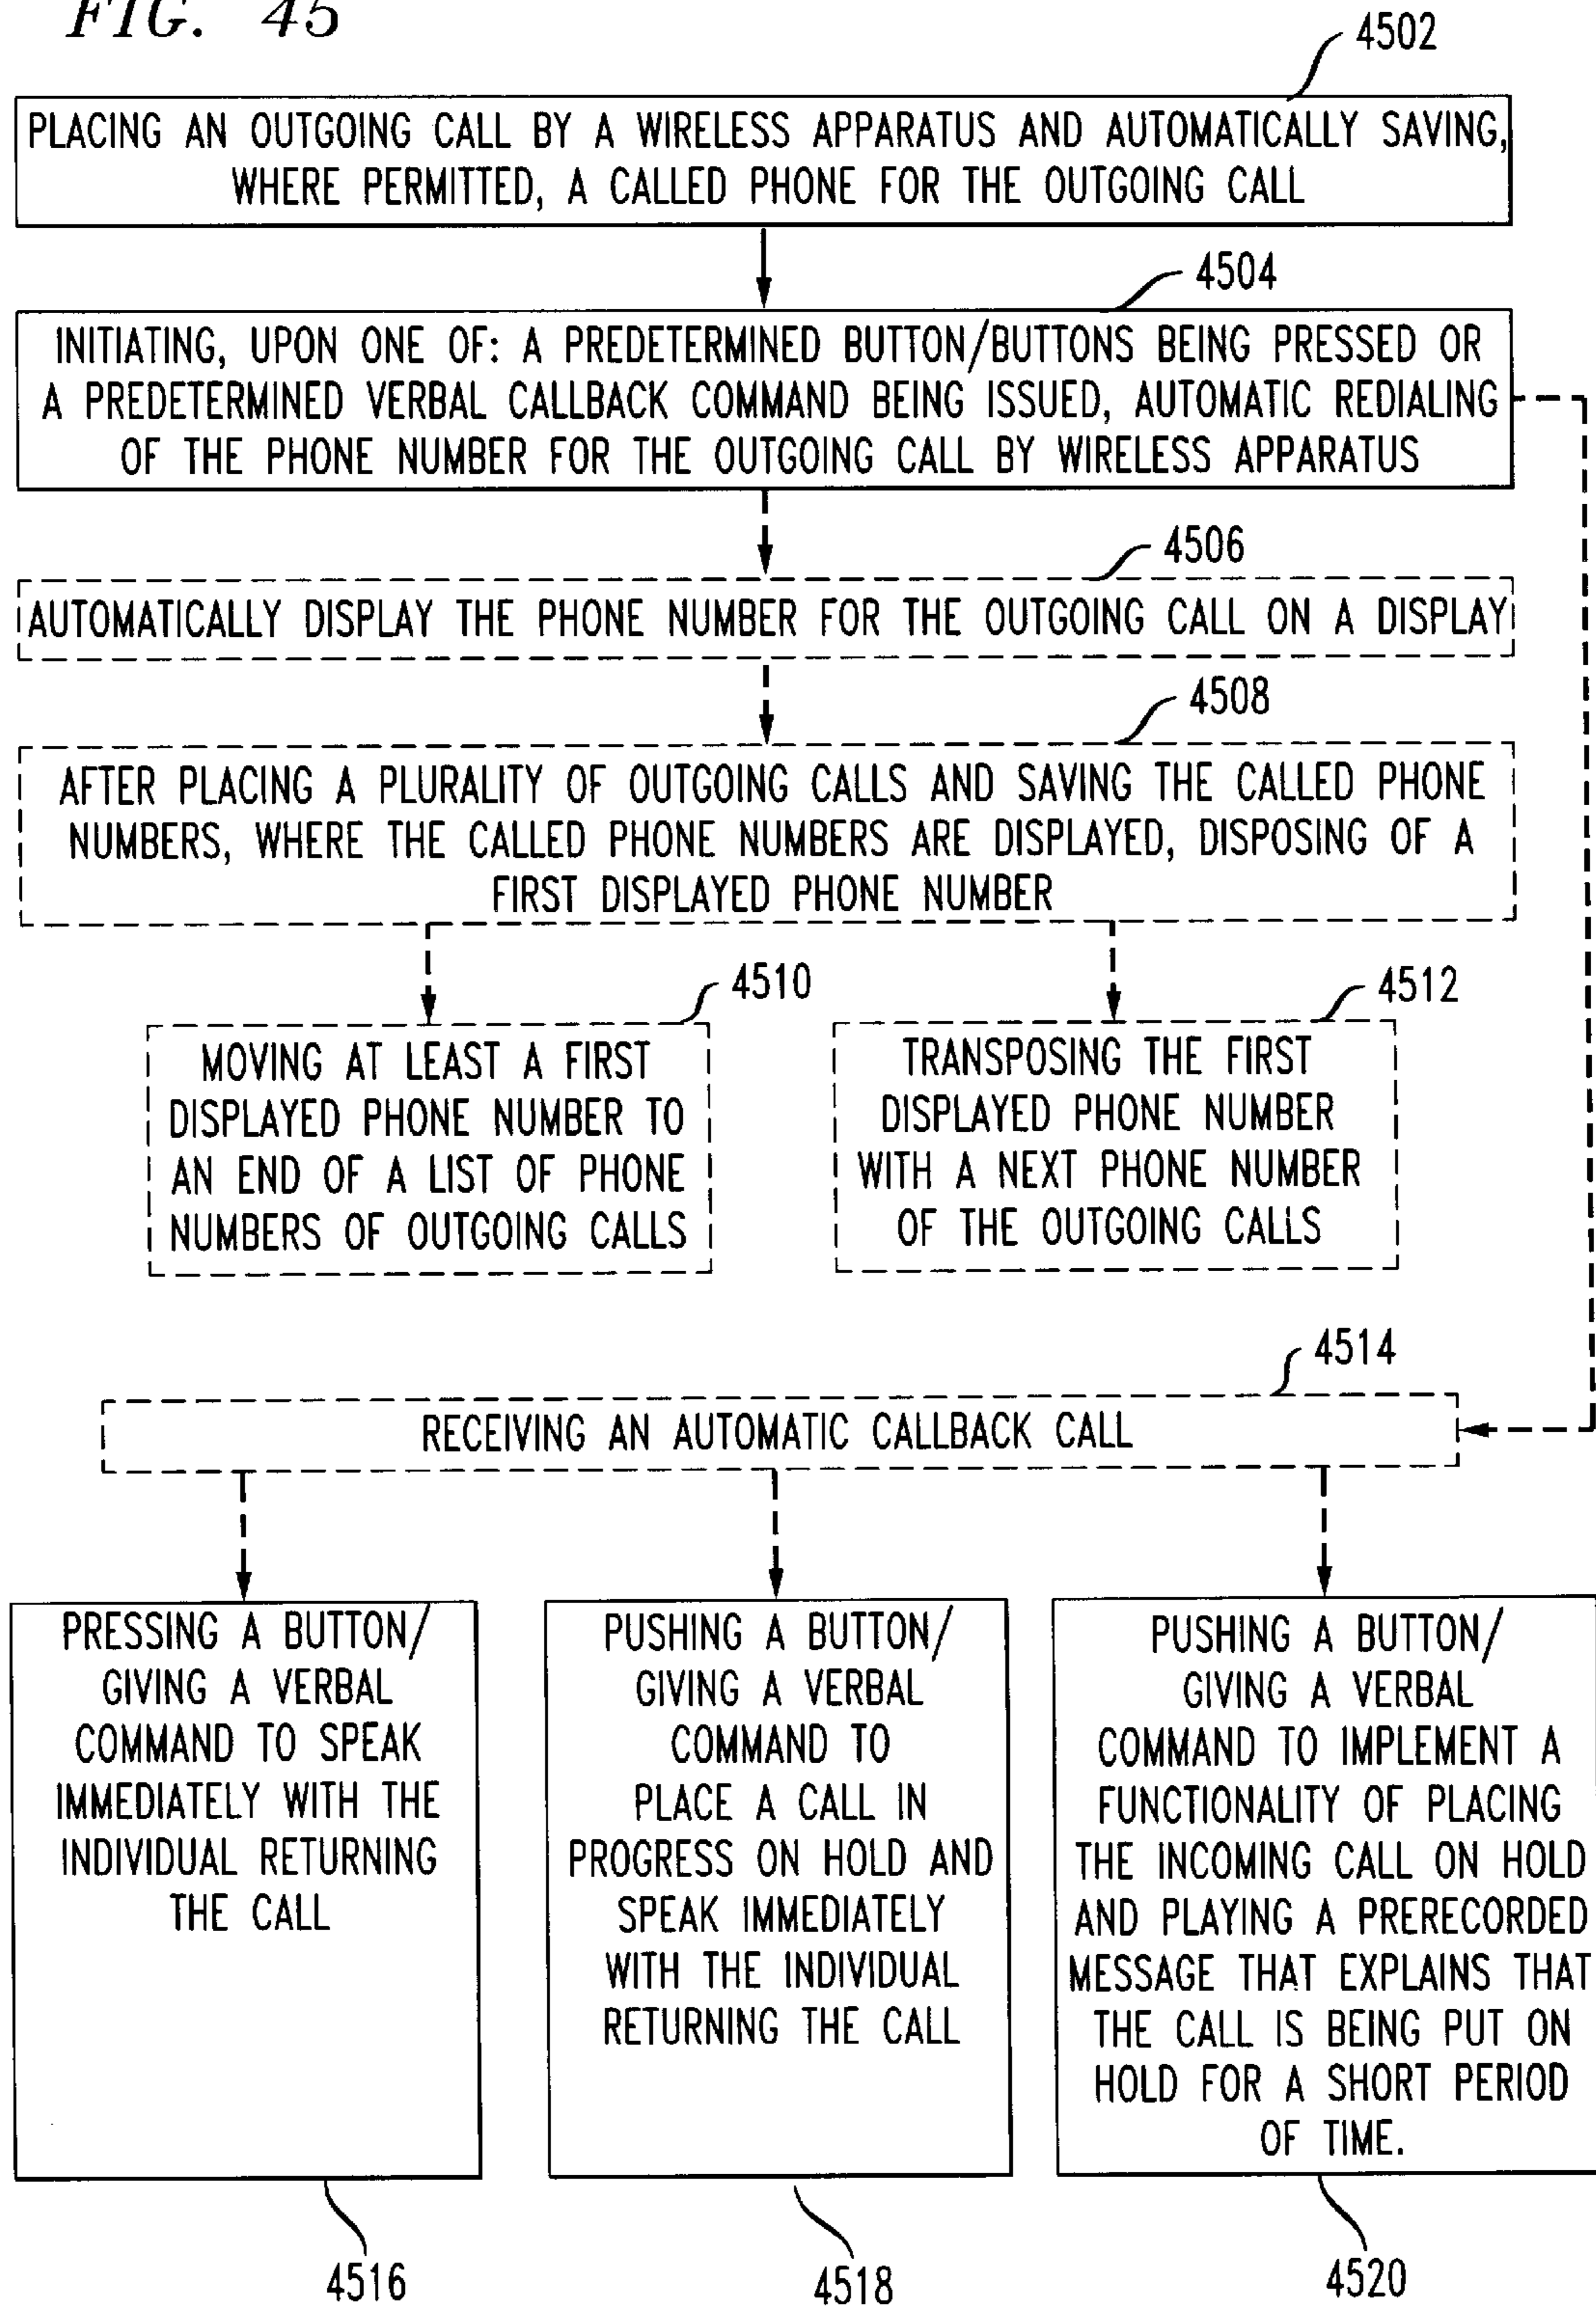 FIG. 45
4502
PLACING AN OUTGOING CALL BY A WIRELESS APPARATUS AND AUTOMATICALLY SAVING,
WHERE PERMITTED, A CALLED PHONE FOR THE OUTGOING CALL
4504
INITIATING, UPON ONE OF: A PREDETERMINED BUTTON/BUTTONS BEING PRESSED OR
A PREDETERMINED VERBAL CALLBACK COMMAND BEING ISSUED, AUTOMATIC REDIALING
OF THE PHONE NUMBER FOR THE OUTGOING CALL BY WIRELESS APPARATUS
4506
AUTOMATICALLY DISPLAY THE PHONE NUMBER FOR THE OUTGOING CALL ON A DISPLAY
4508
AFTER PLACING A PLURALITY OF OUTGOING CALLS AND SAVING THE CALLED PHONE
NUMBERS, WHERE THE CALLED PHONE NUMBERS ARE DISPLAYED, DISPOSING OF A
FIRST DISPLAYED PHONE NUMBER
4510
MOVING AT LEAST A FIRST
DISPLAYED PHONE NUMBER TO
AN END OF A LIST OF PHONE
NUMBERS OF OUTGOING CALLS
4512
TRANSPOSING THE FIRST
DISPLAYED PHONE NUMBER
WITH A NEXT PHONE NUMBER
OF THE OUTGOING CALLS
4514
RECEIVING AN AUTOMATIC CALLBACK CALL
PRESSING A BUTTON/
GIVING A VERBAL
COMMAND TO SPEAK
IMMEDIATELY WITH THE
INDIVIDUAL RETURNING
THE CALL
4516
PUSHING A BUTTON/
GIVING A VERBAL
COMMAND TO
PLACE A CALL IN
PROGRESS ON HOLD AND
SPEAK IMMEDIATELY
WITH THE INDIVIDUAL
RETURNING THE CALL
4518
PUSHING A BUTTON/
GIVING A VERBAL
COMMAND TO IMPLEMENT A
FUNCTIONALITY OF PLACING
THE INCOMING CALL ON HOLD
AND PLAYING A PRERECORDED
MESSAGE THAT EXPLAINS THAT
THE CALL IS BEING PUT ON
HOLD FOR A SHORT PERIOD
OF TIME.
4520